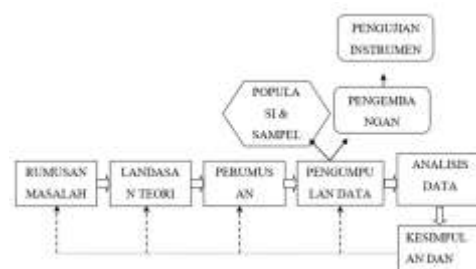 PENGUJIAN
INSTRUMEN
POPULA
SI &
SAMPEL
PENGEMBA
NGAN
RUMUSAN
MASALAH
LANDASA
N TEORI
PERUMUS
AN
PENGUMPU
LAN DATA
ANALISIS
DATA
KESIMPUL
AN DAN